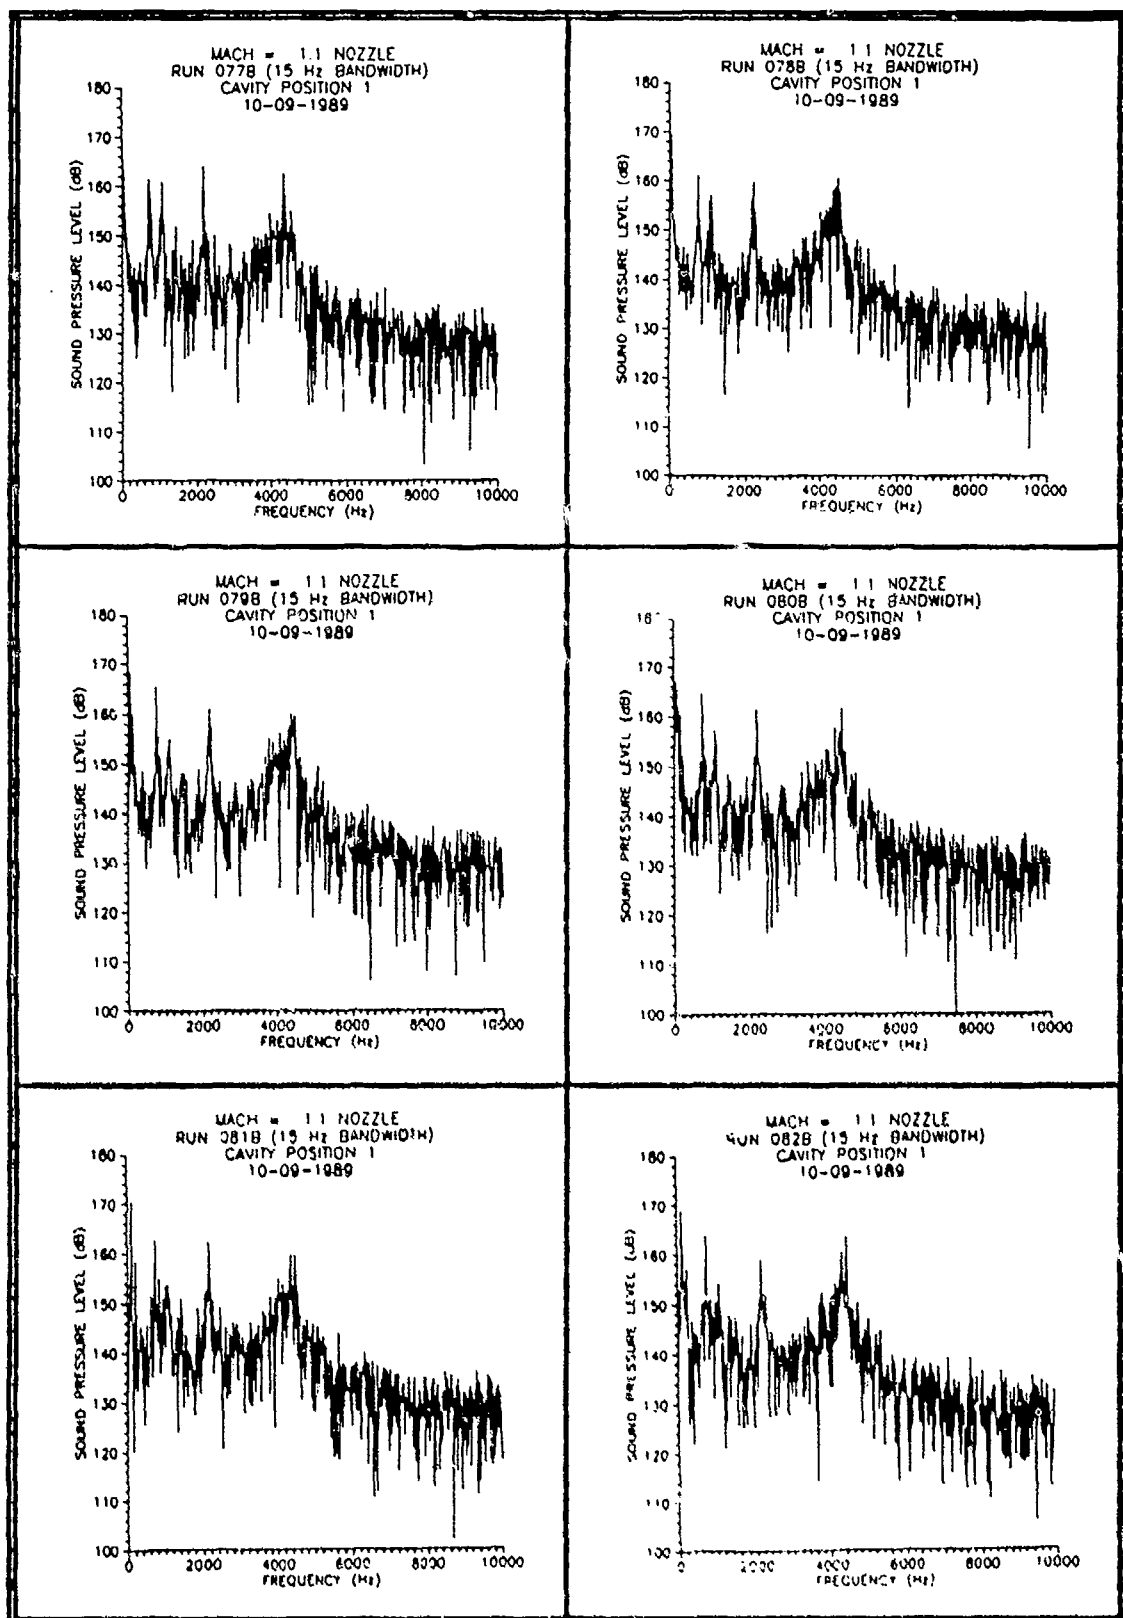 MACH = 1.1 NOZZLE
RUN 077B (15 Hz BANDWIDTH)
CAVITY POSITION 1
10-09-1989
SOUND PRESSURE LEVEL (dB)
180
170
160
150
140
130
120
110
100
0 2000 4000 6000 8000 10000
FREQUENCY (Hz)
MACH = 1.1 NOZZLE
RUN 078B (15 Hz BANDWIDTH)
CAVITY POSITION 1
10-09-1989
SOUND PRESSURE LEVEL (dB)
180
170
160
150
140
130
120
110
100
0 2000 4000 6000 8000 10000
FREQUENCY (Hz)
MACH = 1.1 NOZZLE
RUN 079B (15 Hz BANDWIDTH)
CAVITY POSITION 1
10-09-1989
SOUND PRESSURE LEVEL (dB)
180
170
160
150
140
130
120
110
100
0 2000 4000 6000 8000 10000
FREQUENCY (Hz)
MACH = 1.1 NOZZLE
RUN 080B (15 Hz BANDWIDTH)
CAVITY POSITION 1
10-09-1989
SOUND PRESSURE LEVEL (dB)
170
160
150
140
130
120
110
100
0 2000 4000 6000 8000 10000
FREQUENCY (Hz)
MACH = 1.1 NOZZLE
RUN 081B (15 Hz BANDWIDTH)
CAVITY POSITION 1
10-09-1989
SOUND PRESSURE LEVEL (dB)
180
170
160
150
140
130
120
110
100
0 2000 4000 6000 8000 10000
FREQUENCY (Hz)
MACH = 1.1 NOZZLE
RUN 082B (15 Hz BANDWIDTH)
CAVITY POSITION 1
10-09-1989
SOUND PRESSURE LEVEL (dB)
180
170
160
150
140
130
120
110
100
0 2000 4000 6000 8000 10000
FREQUENCY (Hz)